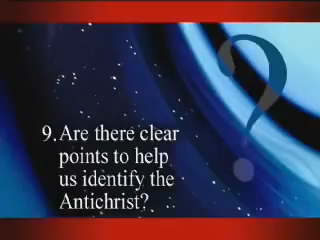 9. Are there clear
points to help
us identify the
Antichrist?
?